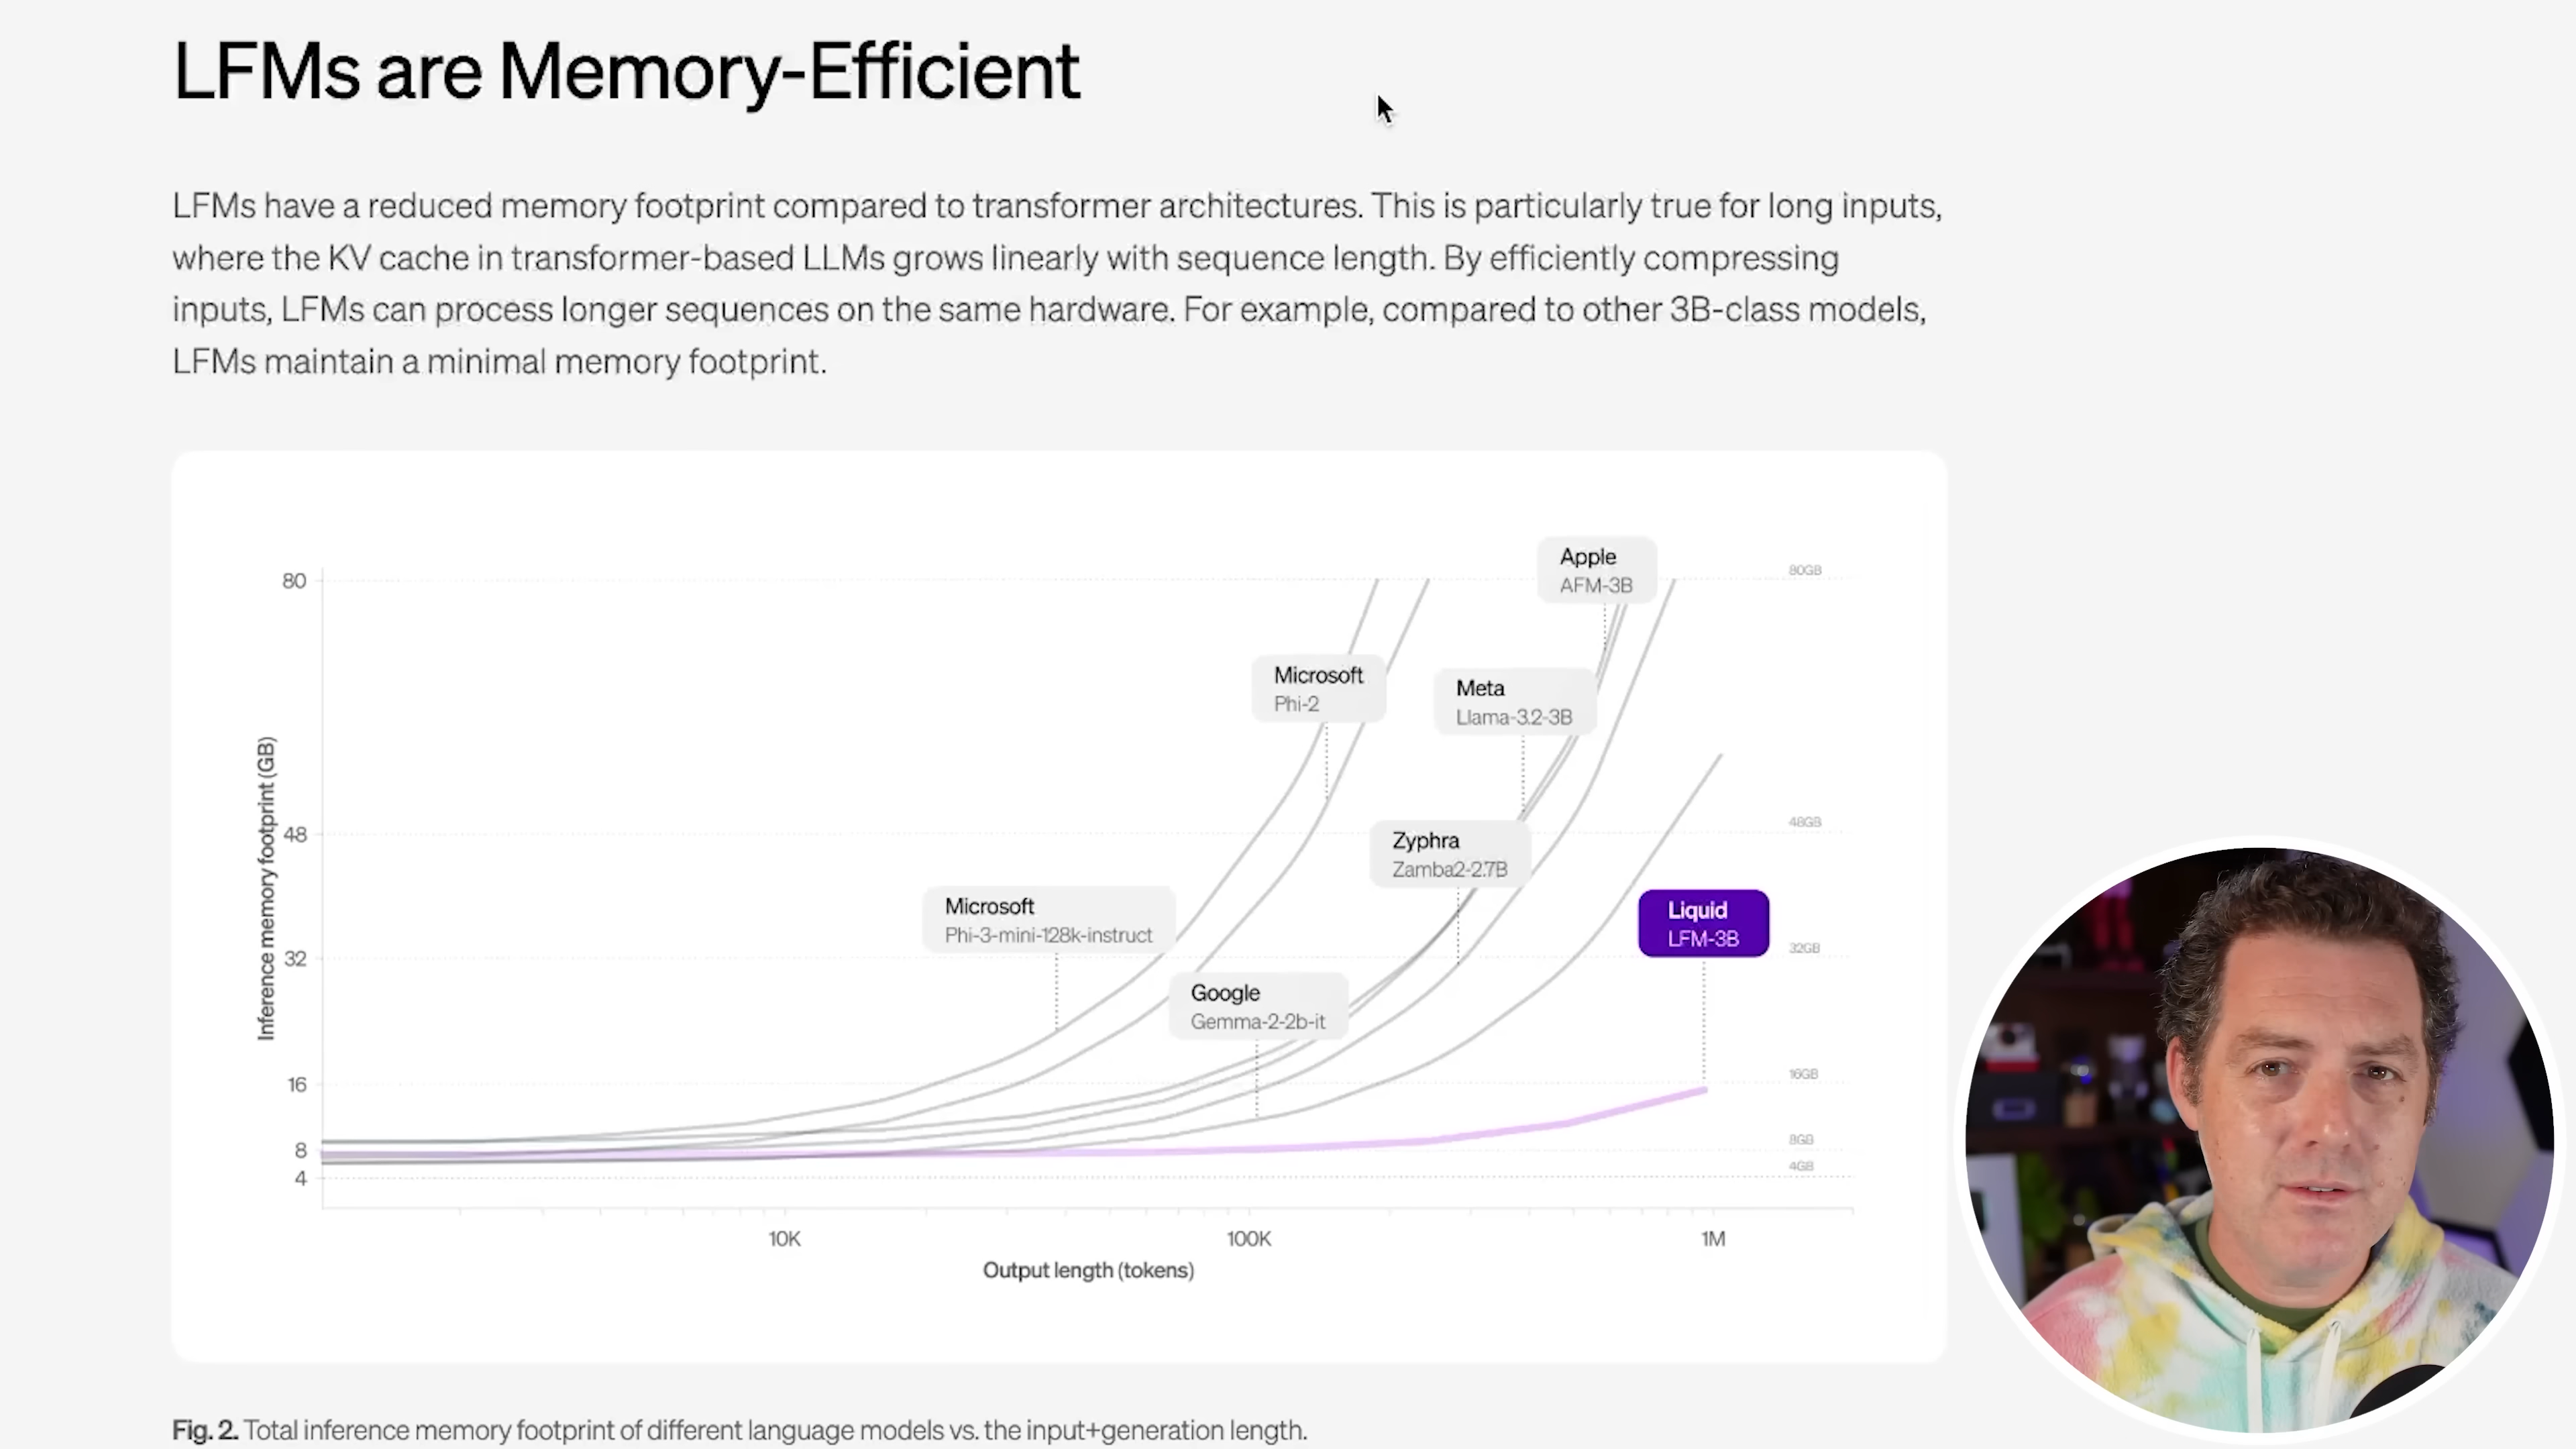 LFMs are Memory-Efficient
LFMs have a reduced memory footprint compared to transformer architectures. This is particularly true for long inputs,
where the KV cache in transformer-based LLMs grows linearly with sequence length. By efficiently compressing
inputs, LFMs can process longer sequences on the same hardware. For example, compared to other 3B-class models,
LFMs maintain a minimal memory footprint.
Apple
AFM-3B
80
80GB
Microsoft
Phi-2
Meta
Llama-3.2-3B
48
48GB
Zyphra
Zamba2-2.7B
Microsoft
Phi-3-mini-128k-instruct
Liquid
LFM-3B
32
32GB
Google
Gemma-2-2b-it
Inference memory footprint (GB)
16
16GB
8
8GB
4
4GB
10K
100K
1M
Output length (tokens)
Fig. 2. Total inference memory footprint of different language models vs. the input+generation length.